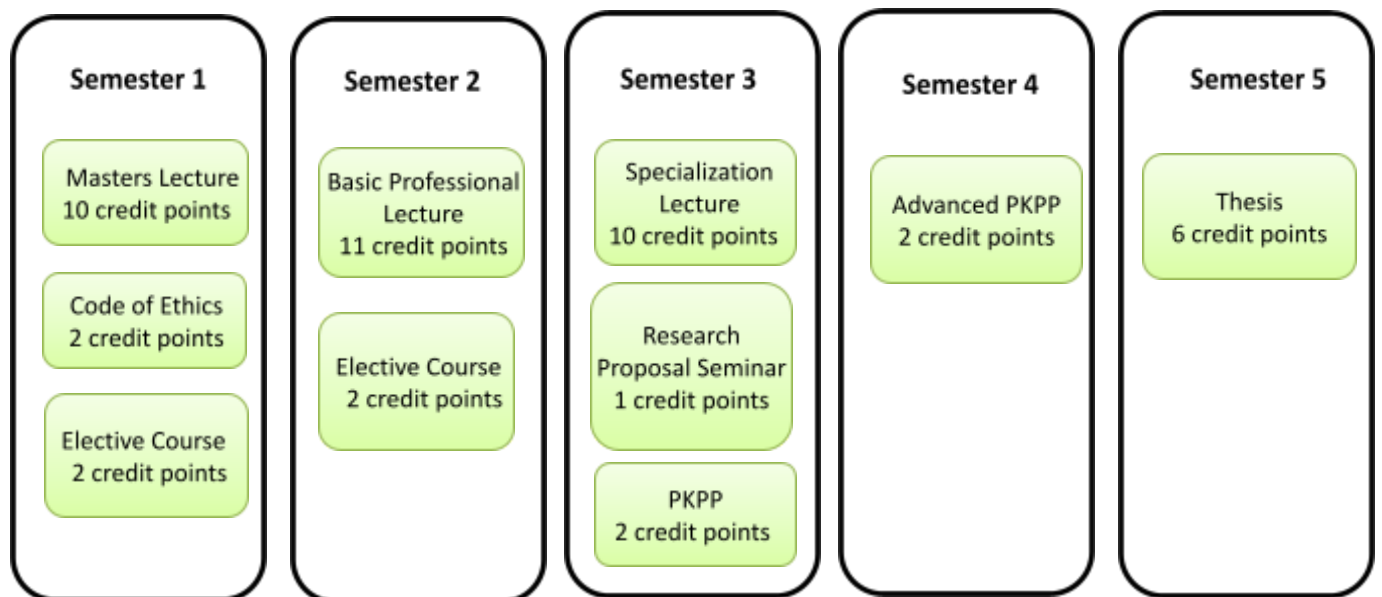 Semester 1
Masters Lecture
10 credit points
Code of Ethics
2 credit points
Elective Course
2 credit points
Semester 2
Basic Professional
Lecture
11 credit points
Elective Course
2 credit points
Semester 3
Specialization
Lecture
10 credit points
Research
Proposal Seminar
1 credit points
PKPP
2 credit points
Semester 4
Advanced PKPP
2 credit points
Semester 5
Thesis
6 credit points